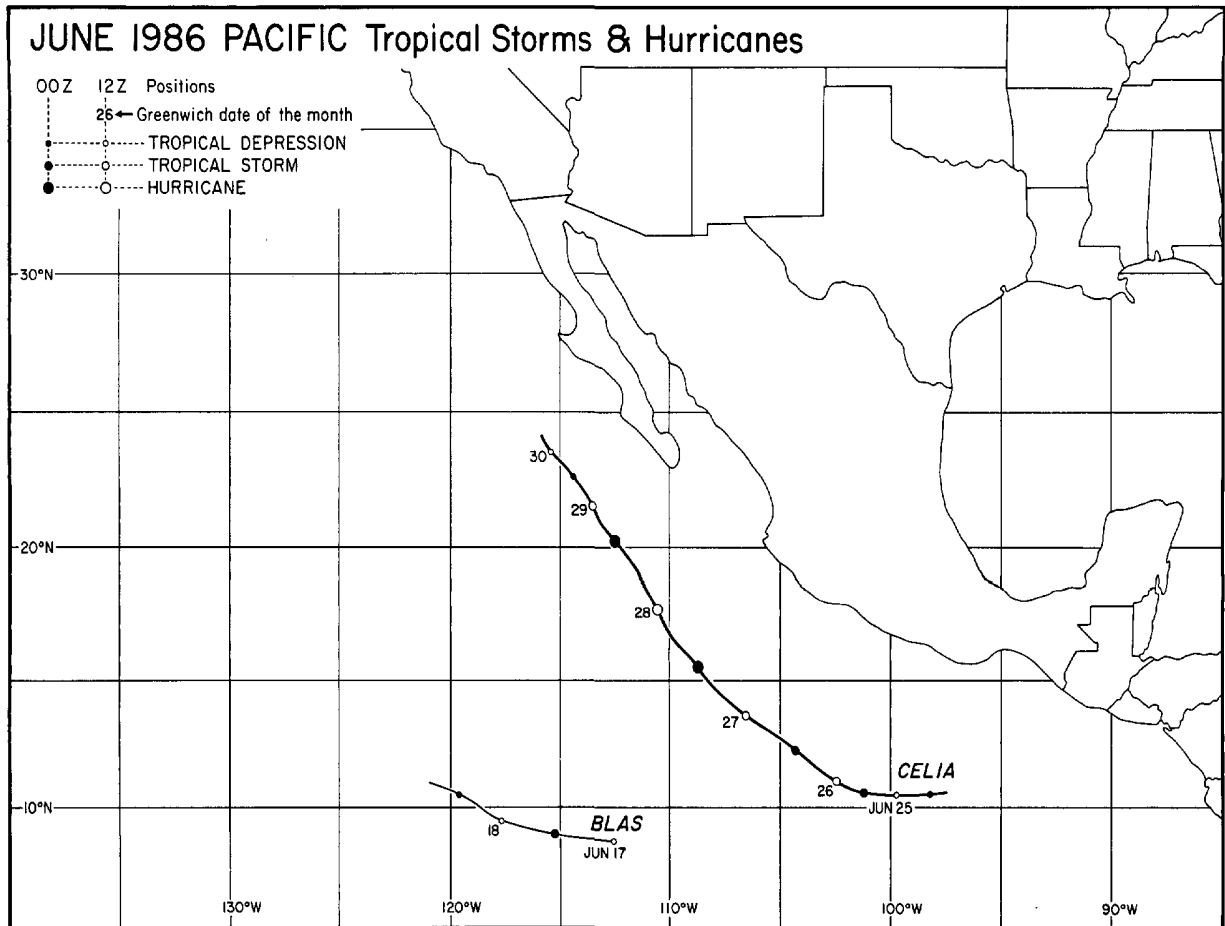 JUNE 1986 PACIFIC Tropical Storms & Hurricanes
00Z 12Z Positions
26 ← Greenwich date of the month
TROPICAL DEPRESSION
TROPICAL STORM
HURRICANE
30°N
30
29
20°N
28
27
CELIA
26
JUN 25
10°N
BLAS
18
JUN 17
130°W
120°W
110°W
100°W
90°W